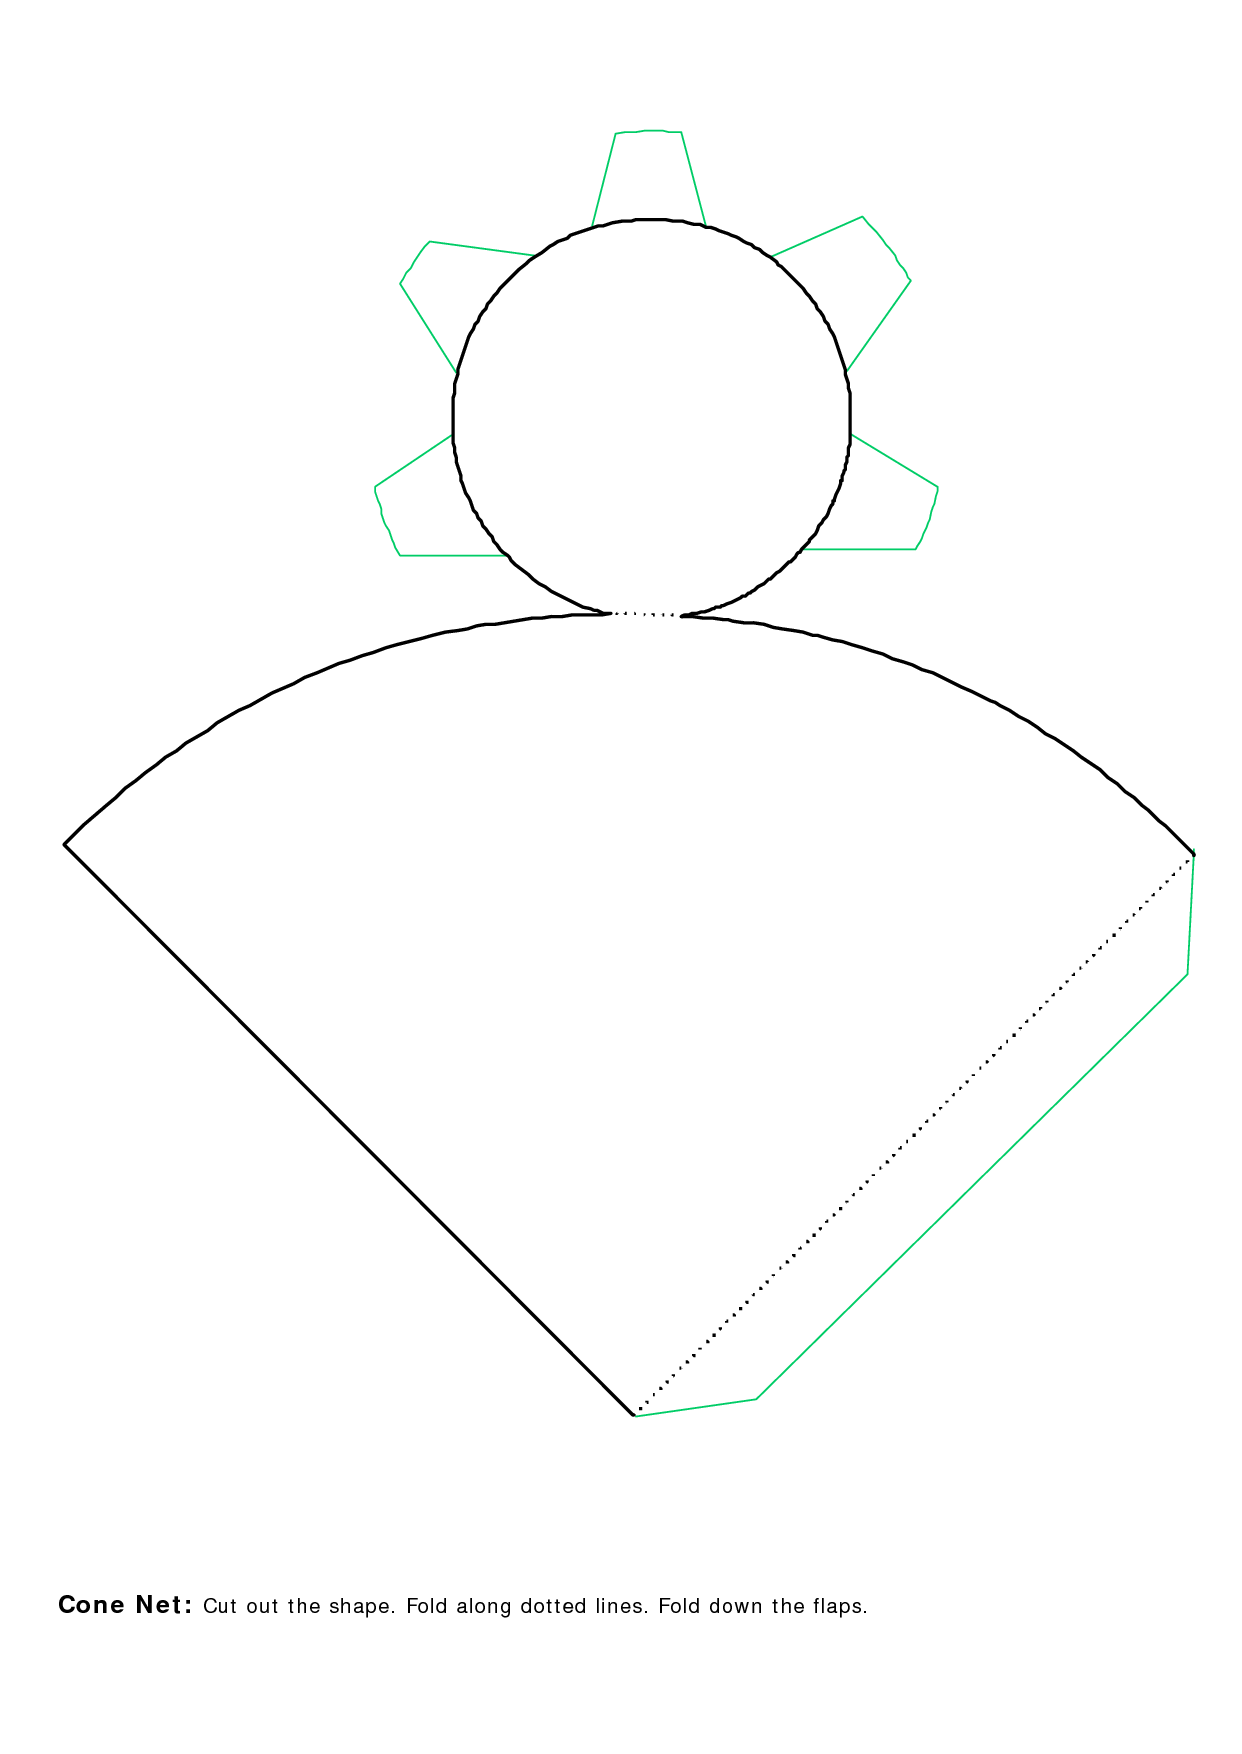 Cone Net: Cut out the shape. Fold along dotted lines. Fold down the flaps.